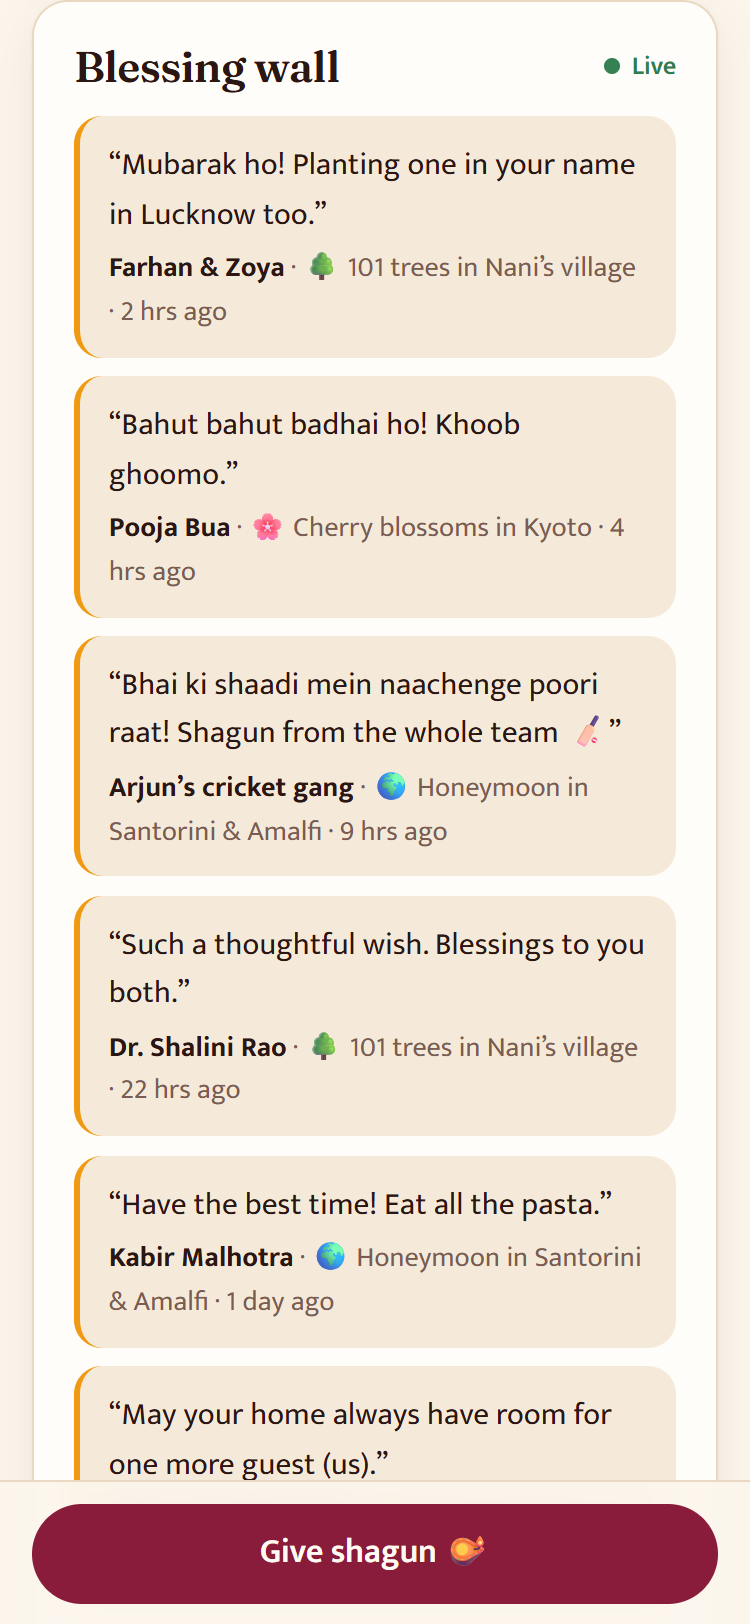 Blessing wall
Live
“Mubarak ho! Planting one in your name
in Lucknow too.”
Farhan & Zoya · 🌳 101 trees in Nani’s village
· 2 hrs ago
“Bahut bahut badhai ho! Khoob
ghoomo.”
Pooja Bua · 🌸 Cherry blossoms in Kyoto · 4
hrs ago
“Bhai ki shaadi mein naachenge poori
raat! Shagun from the whole team 🏏”
Arjun’s cricket gang · 🌍 Honeymoon in
Santorini & Amalfi · 9 hrs ago
“Such a thoughtful wish. Blessings to you
both.”
Dr. Shalini Rao · 🌳 101 trees in Nani’s village
· 22 hrs ago
“Have the best time! Eat all the pasta.”
Kabir Malhotra · 🌍 Honeymoon in Santorini
& Amalfi · 1 day ago
“May your home always have room for
one more guest (us).”
Give shagun 🪔